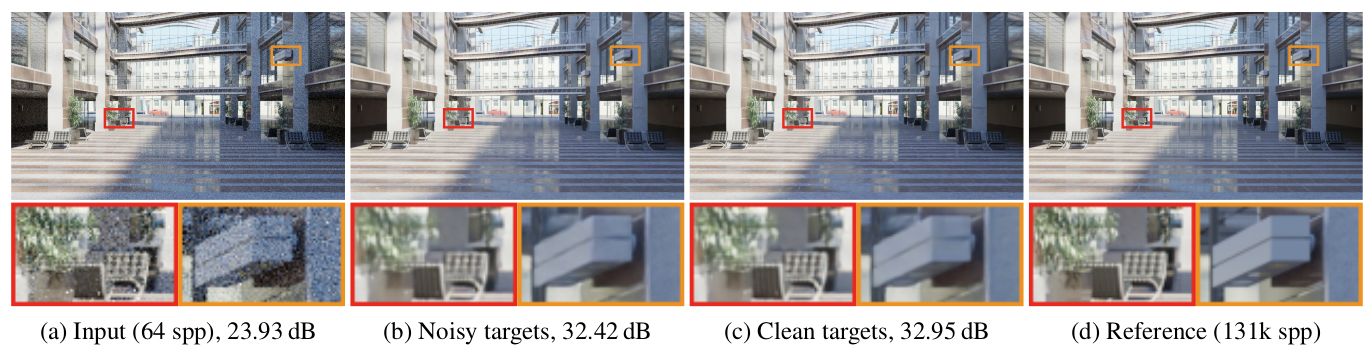 (a) Input (64 spp), 23.93 dB
(b) Noisy targets, 32.42 dB
(c) Clean targets, 32.95 dB
(d) Reference (131k spp)